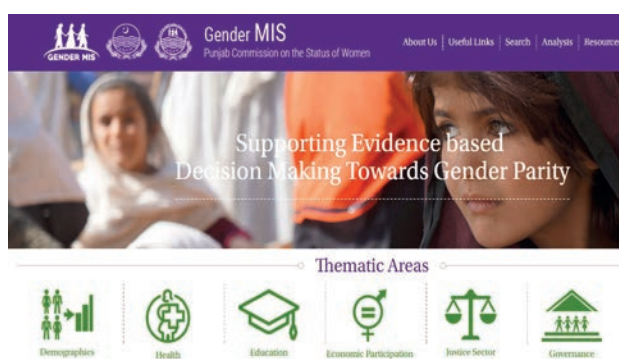 GENDER MIS
Gender MIS
Punjab Commission on the Status of Women
About Us
Useful Links
Search
Analysis
Resources
Supporting Evidence based
Decision Making Towards Gender Parity
Thematic Areas
Demographics
Health
Education
Economic Participation
Justice Sector
Governance